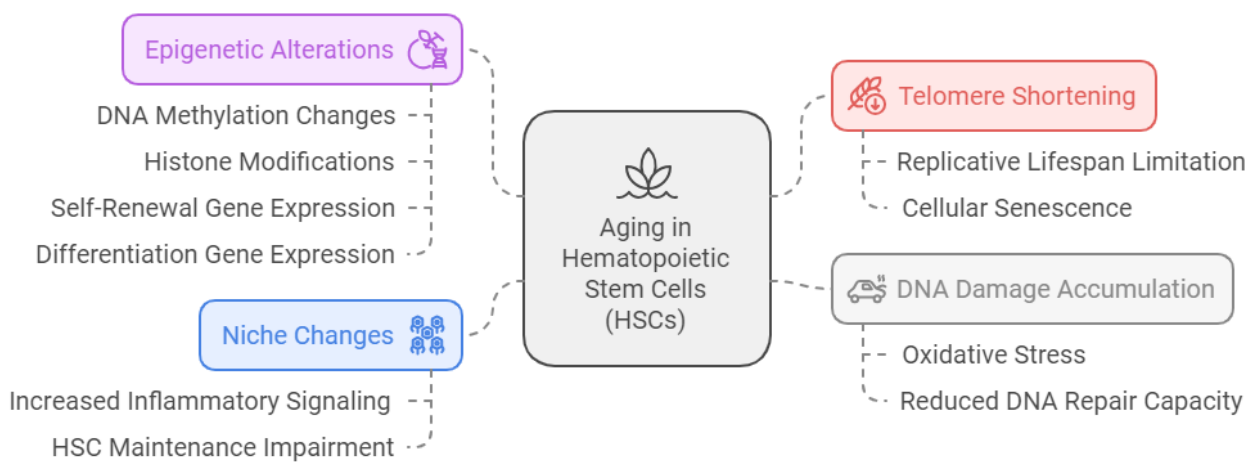 Epigenetic Alterations
DNA Methylation Changes
Histone Modifications
Self-Renewal Gene Expression
Differentiation Gene Expression
Niche Changes
Increased Inflammatory Signaling
HSC Maintenance Impairment
Aging in
Hematopoietic
Stem Cells
(HSCs)
Telomere Shortening
Replicative Lifespan Limitation
Cellular Senescence
DNA Damage Accumulation
Oxidative Stress
Reduced DNA Repair Capacity